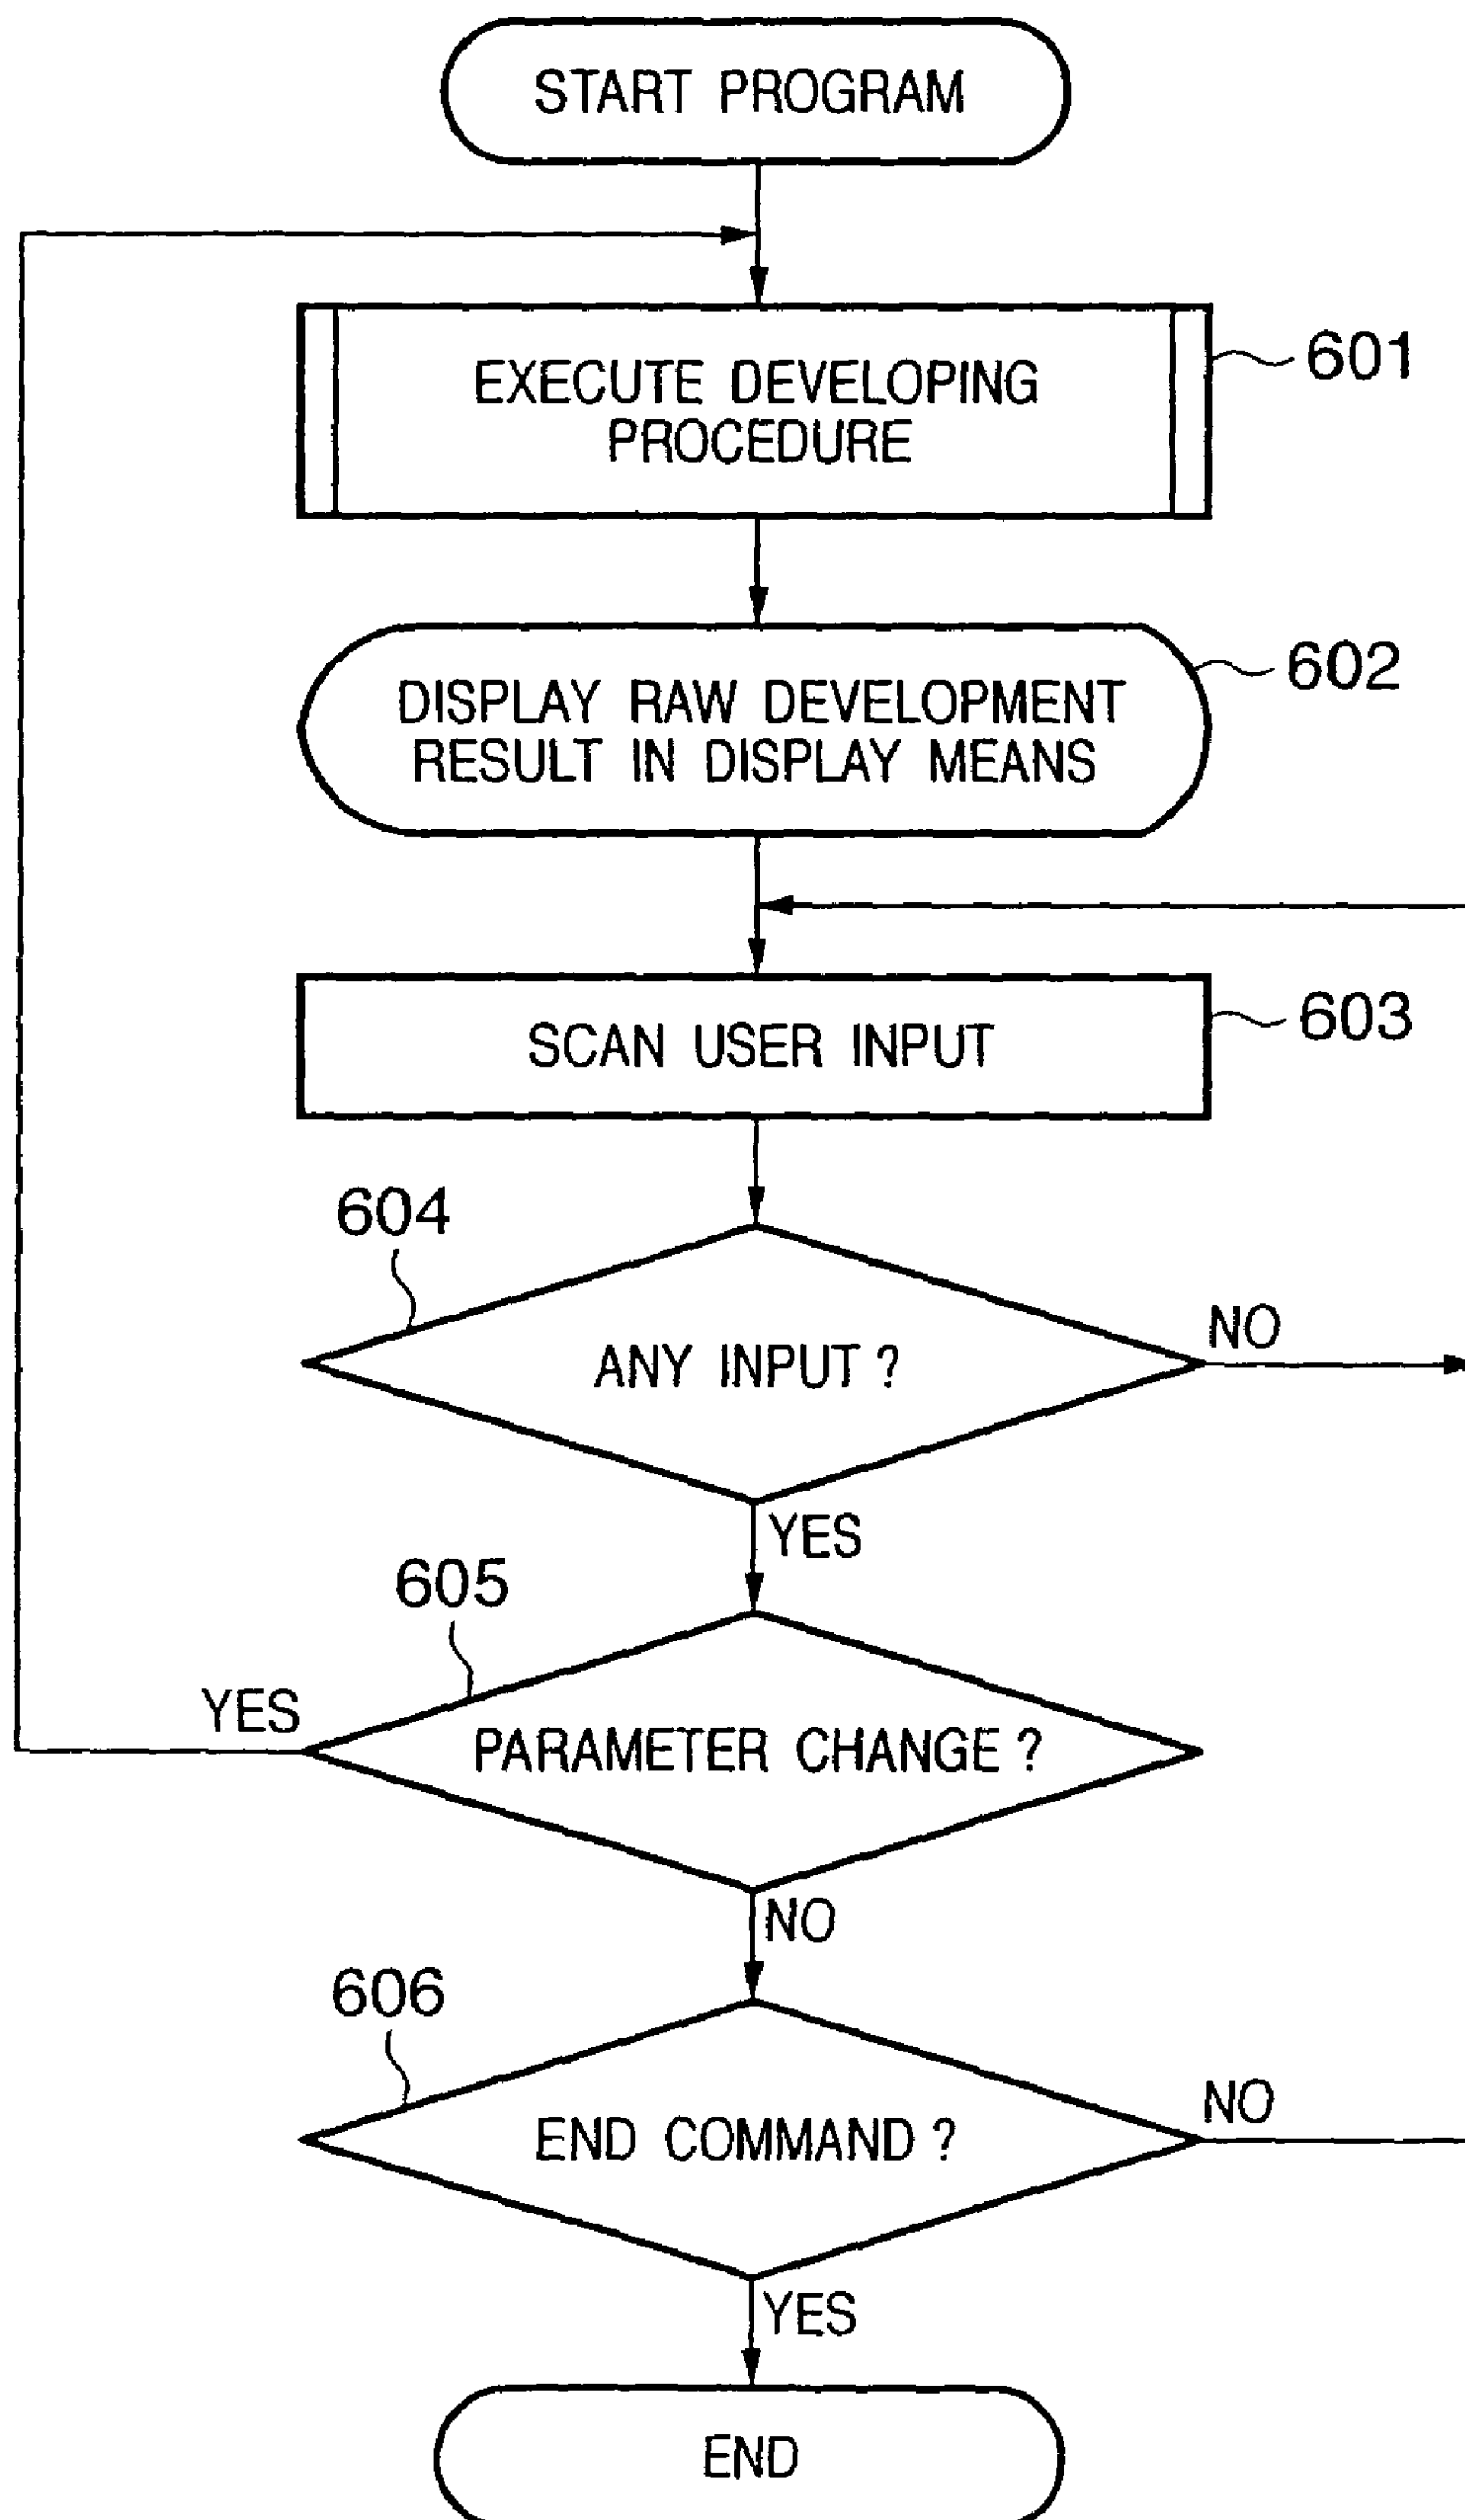 START PROGRAM
EXECUTE DEVELOPING
PROCEDURE
601
DISPLAY RAW DEVELOPMENT
RESULT IN DISPLAY MEANS
602
SCAN USER INPUT
603
604
ANY INPUT ?
NO
YES
605
YES
PARAMETER CHANGE ?
NO
606
END COMMAND ?
NO
YES
END